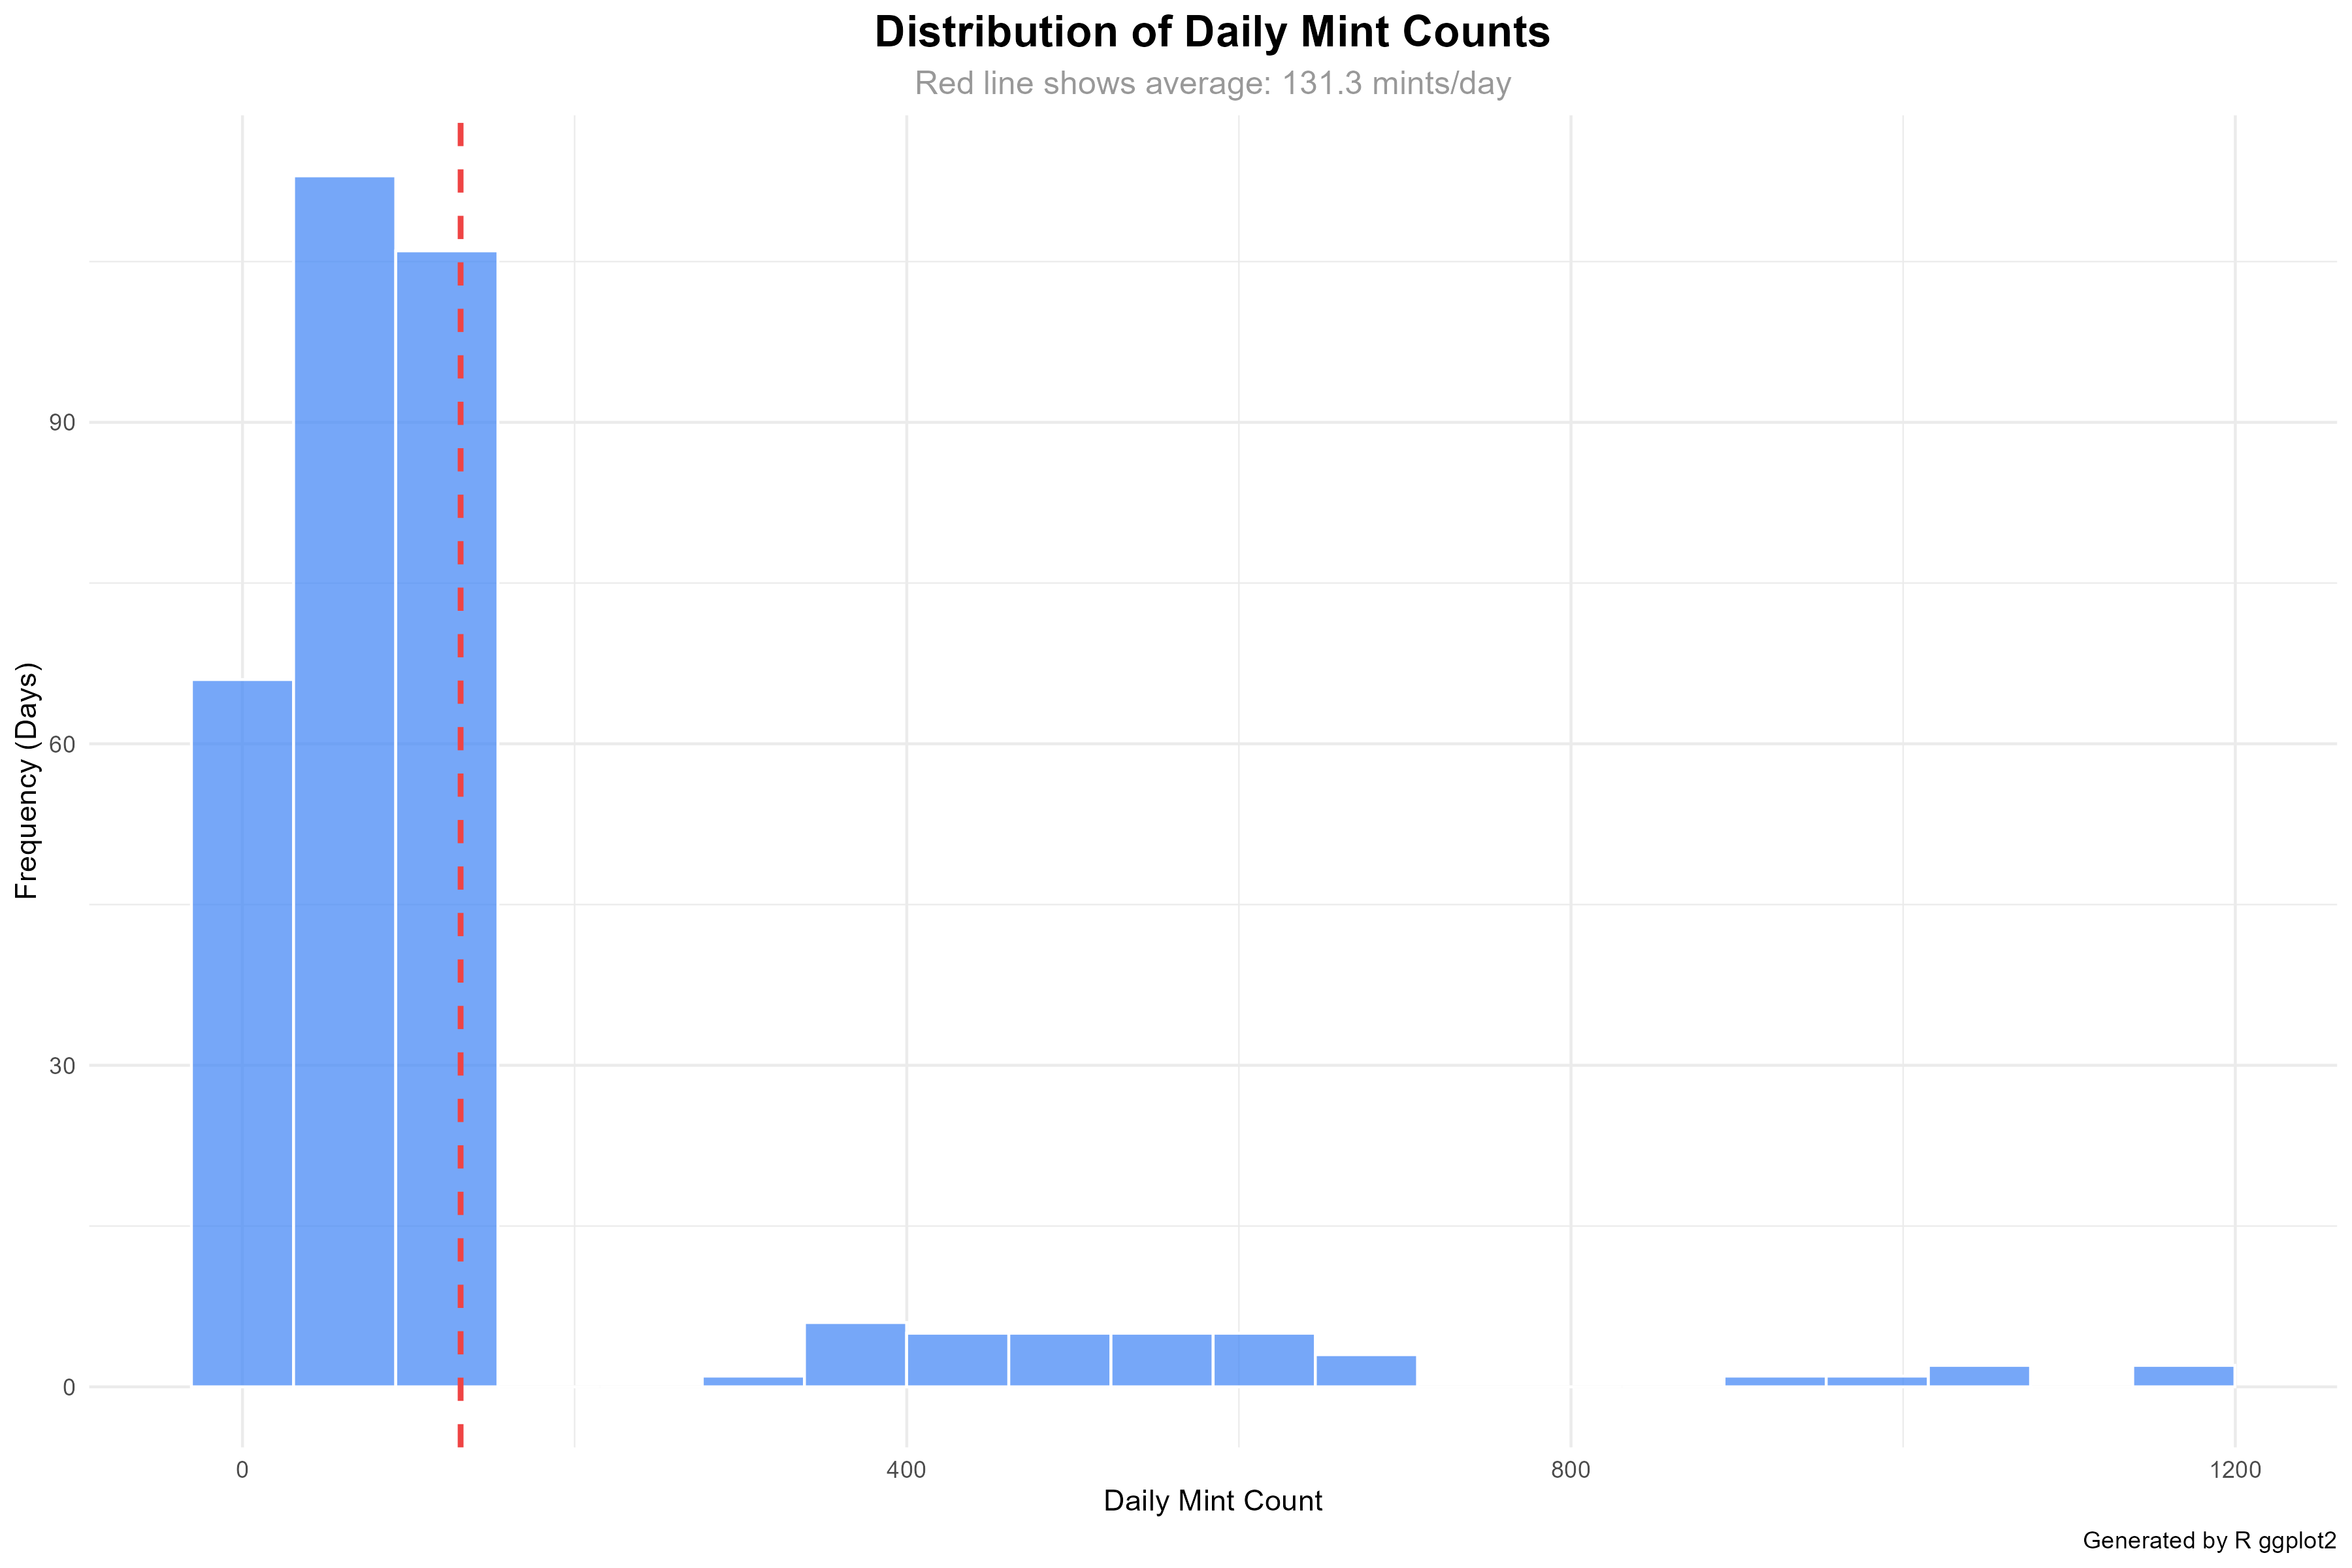 Distribution of Daily Mint Counts
Red line shows average: 131.3 mints/day
Frequency (Days)
90
60
30
0
0
400
800
1200
Daily Mint Count
Generated by R ggplot2